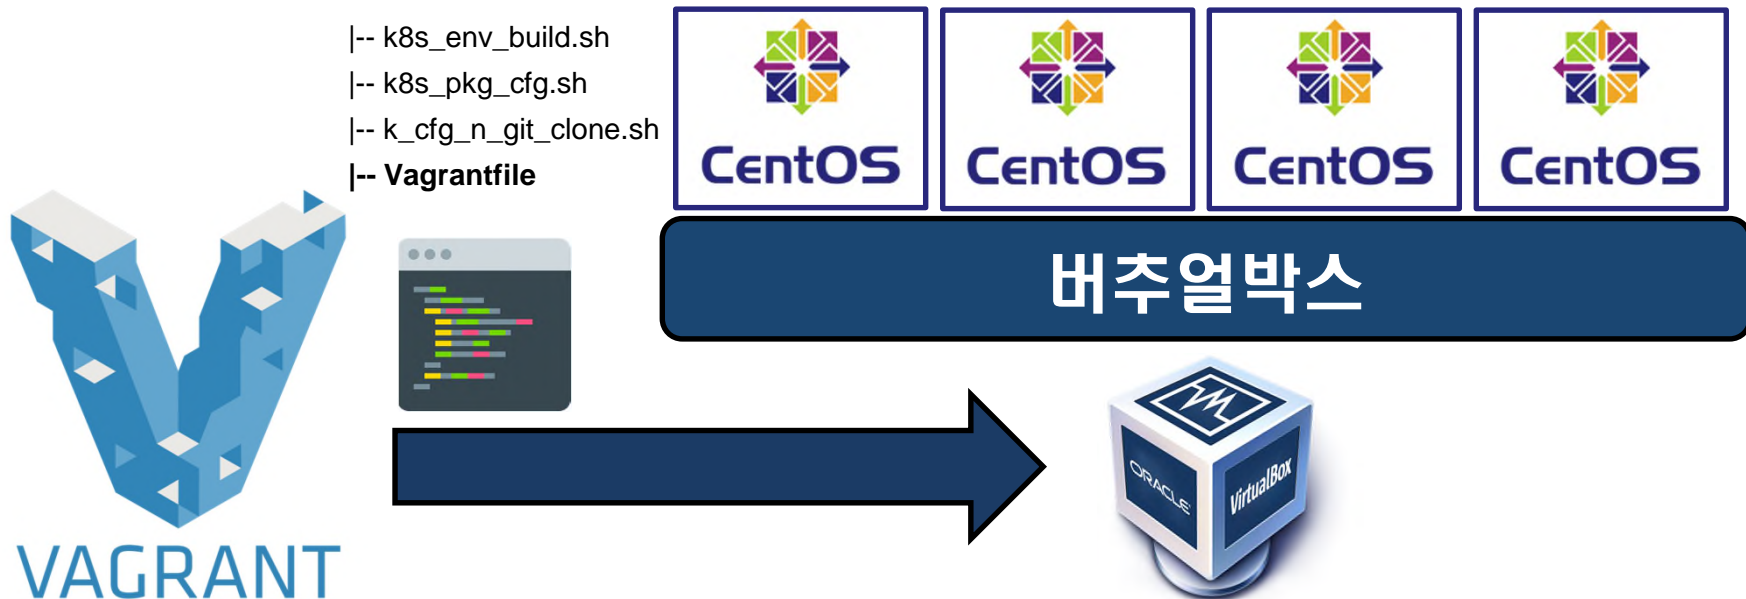 |-- k8s_env_build.sh
|-- k8s_pkg_cfg.sh
|-- k_cfg_n_git_clone.sh
|-- Vagrantfile
CentOS
CentOS
CentOS
CentOS
버추얼박스
ORACLE
VirtualBox
VAGRANT